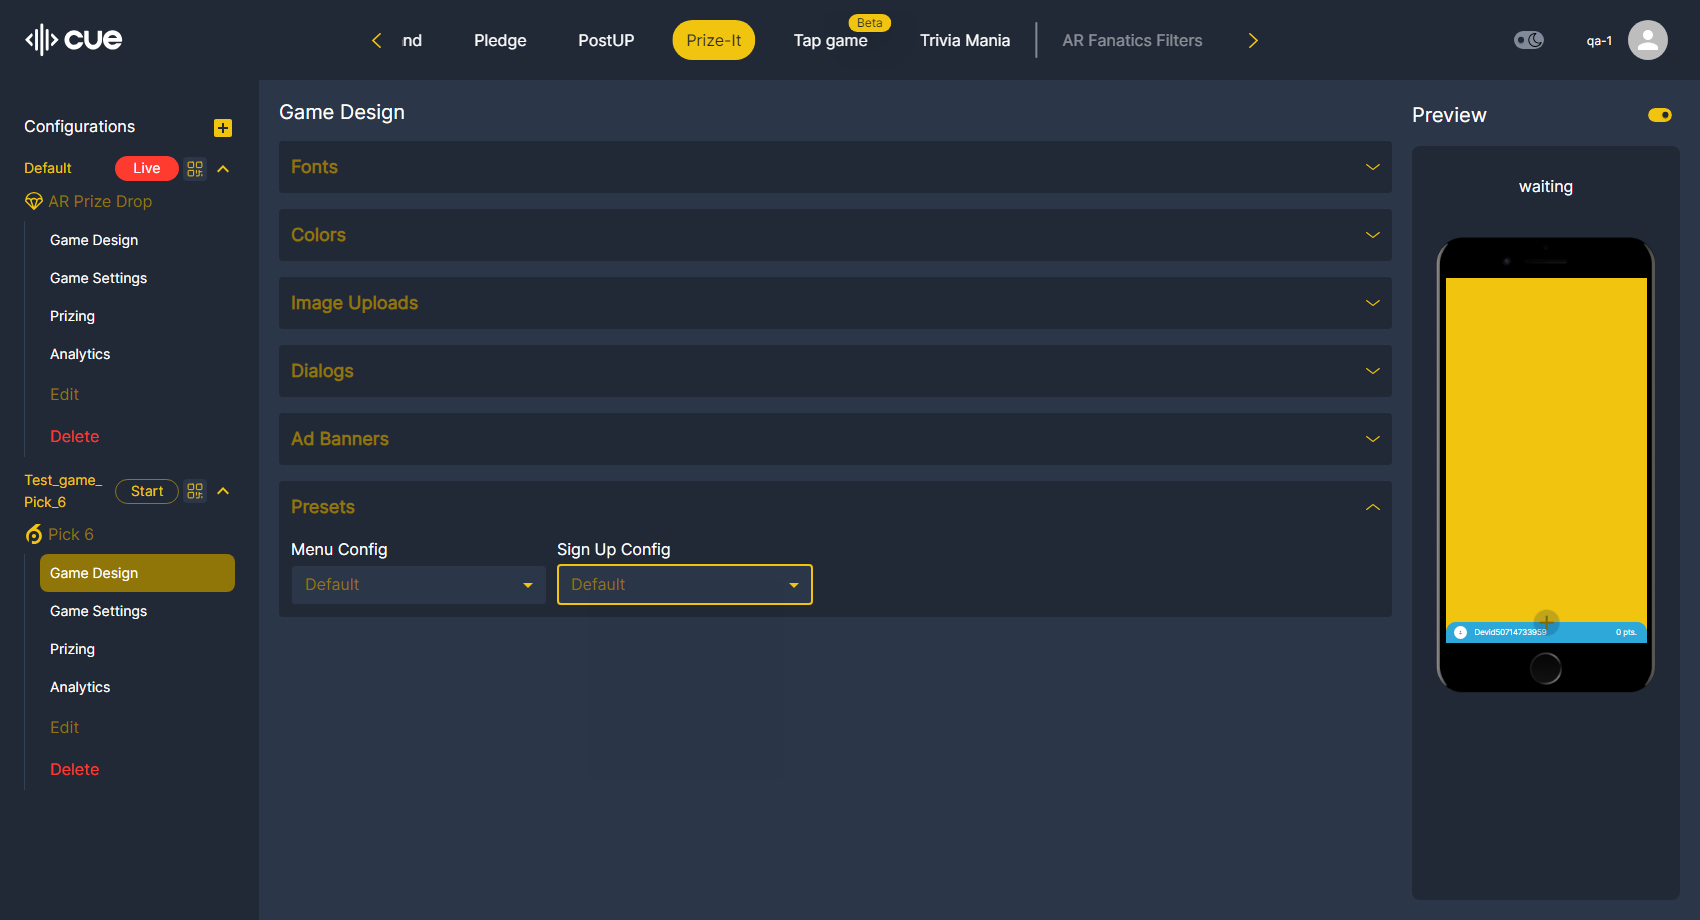 cue
nd
Pledge
PostUP
Prize-It
Beta
Tap game
Trivia Mania
AR Fanatics Filters
qa-1
Configurations
Default
Live
AR Prize Drop
Game Design
Game Settings
Prizing
Analytics
Edit
Delete
Test_game_
Pick_6
Start
Pick 6
Game Design
Game Settings
Prizing
Analytics
Edit
Delete
Game Design
Fonts
Colors
Image Uploads
Dialogs
Ad Banners
Presets
Menu Config
Sign Up Config
Default
Default
Preview
waiting
Devid50714733959
0 pts.